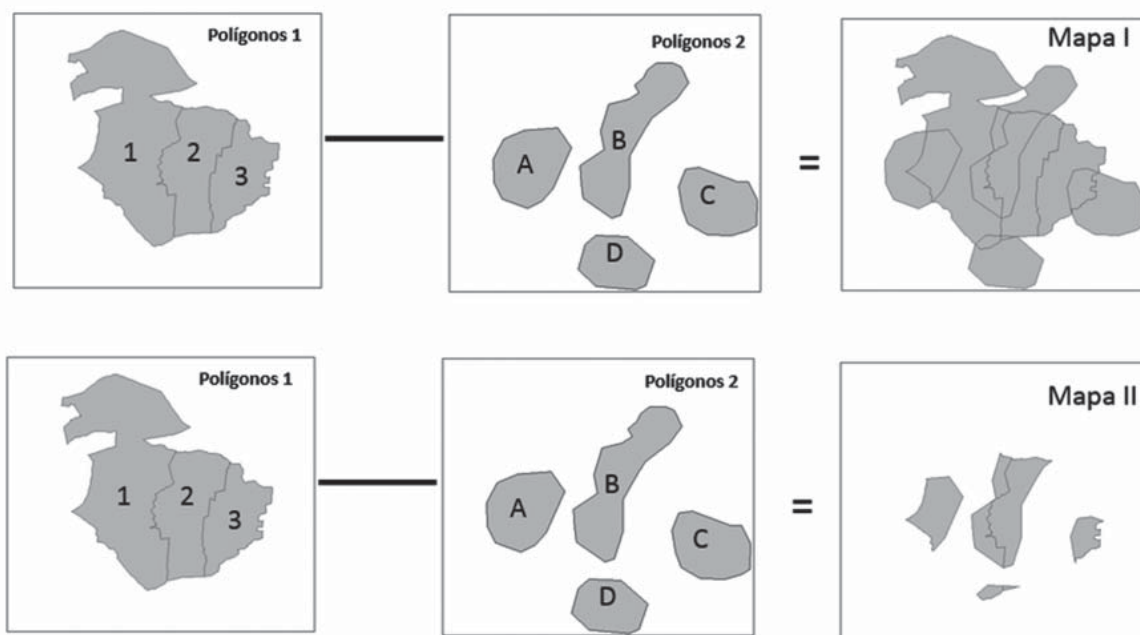 Polígonos 1
1
2
3
Polígonos 2
A
B
C
D
=
Mapa I
Polígonos 1
1
2
3
Polígonos 2
A
B
C
D
=
Mapa II